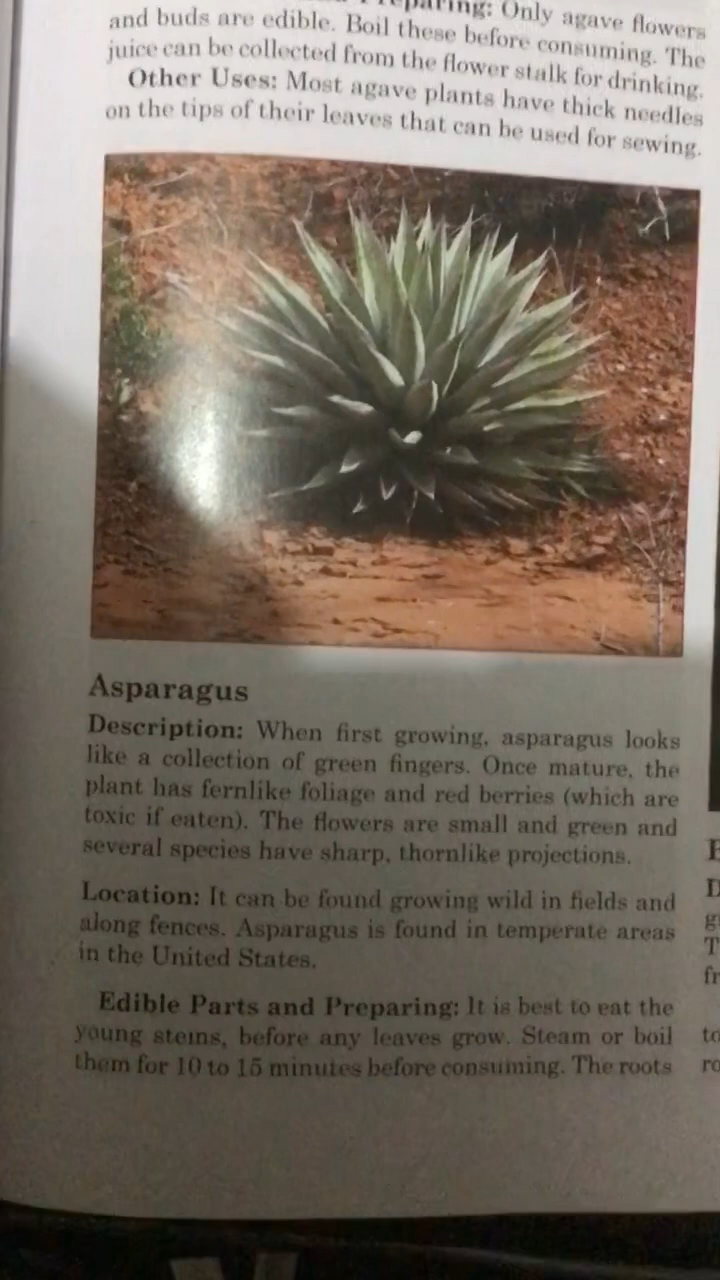 Preparing: Only agave flowers
and buds are edible. Boil these before consuming. The
juice can be collected from the flower stalk for drinking.
Other Uses: Most agave plants have thick needles
on the tips of their leaves that can be used for sewing.
Asparagus
Description: When first growing, asparagus looks
like a collection of green fingers. Once mature, the
plant has fernlike foliage and red berries (which are
toxic if eaten). The flowers are small and green and
several species have sharp, thornlike projections.
Location: It can be found growing wild in fields and
along fences. Asparagus is found in temperate areas
in the United States.
Edible Parts and Preparing: It is best to eat the
young stems, before any leaves grow. Steam or boil
them for 10 to 15 minutes before consuming. The roots